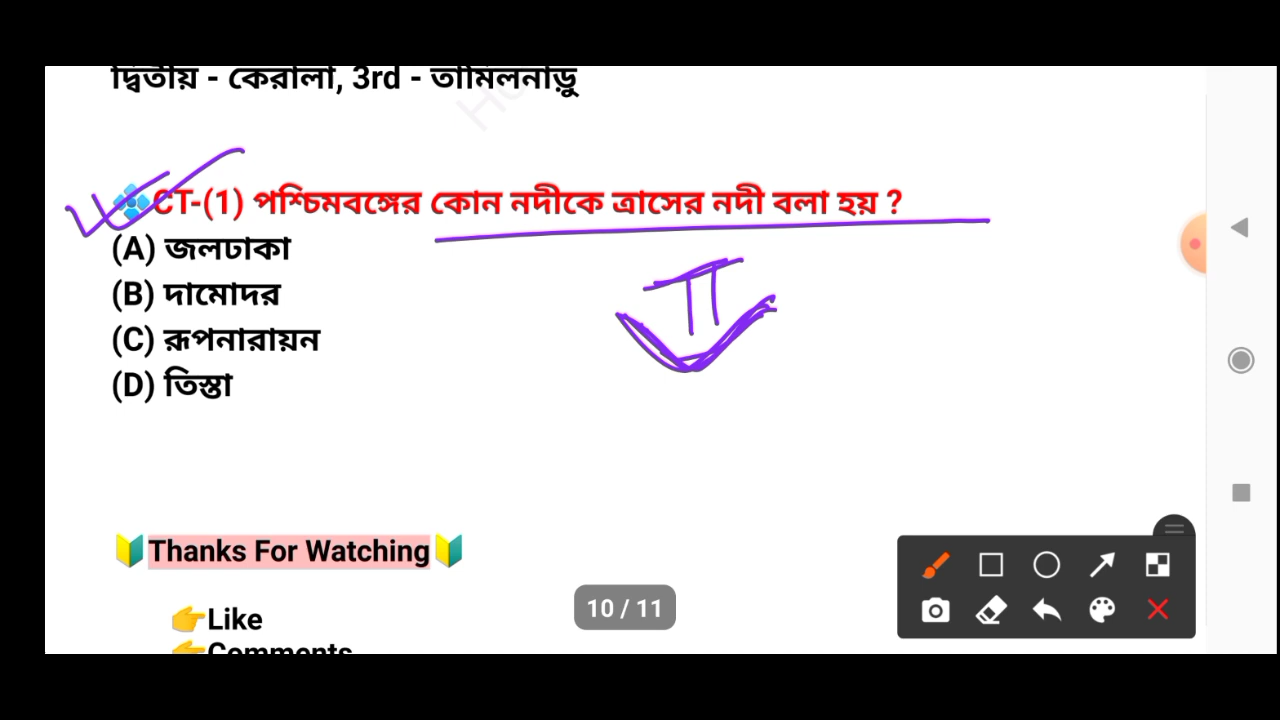 দ্বিতীয় - কেরালা, 3rd - তামিলনাড়ু
CT-(1) পশ্চিমবঙ্গের কোন নদীকে ত্রাসের নদী বলা হয় ?
(A) জলঢাকা
(B) দামোদর
(C) রূপনারায়ন
(D) তিস্তা
Thanks For Watching
10 / 11
Like
Comments